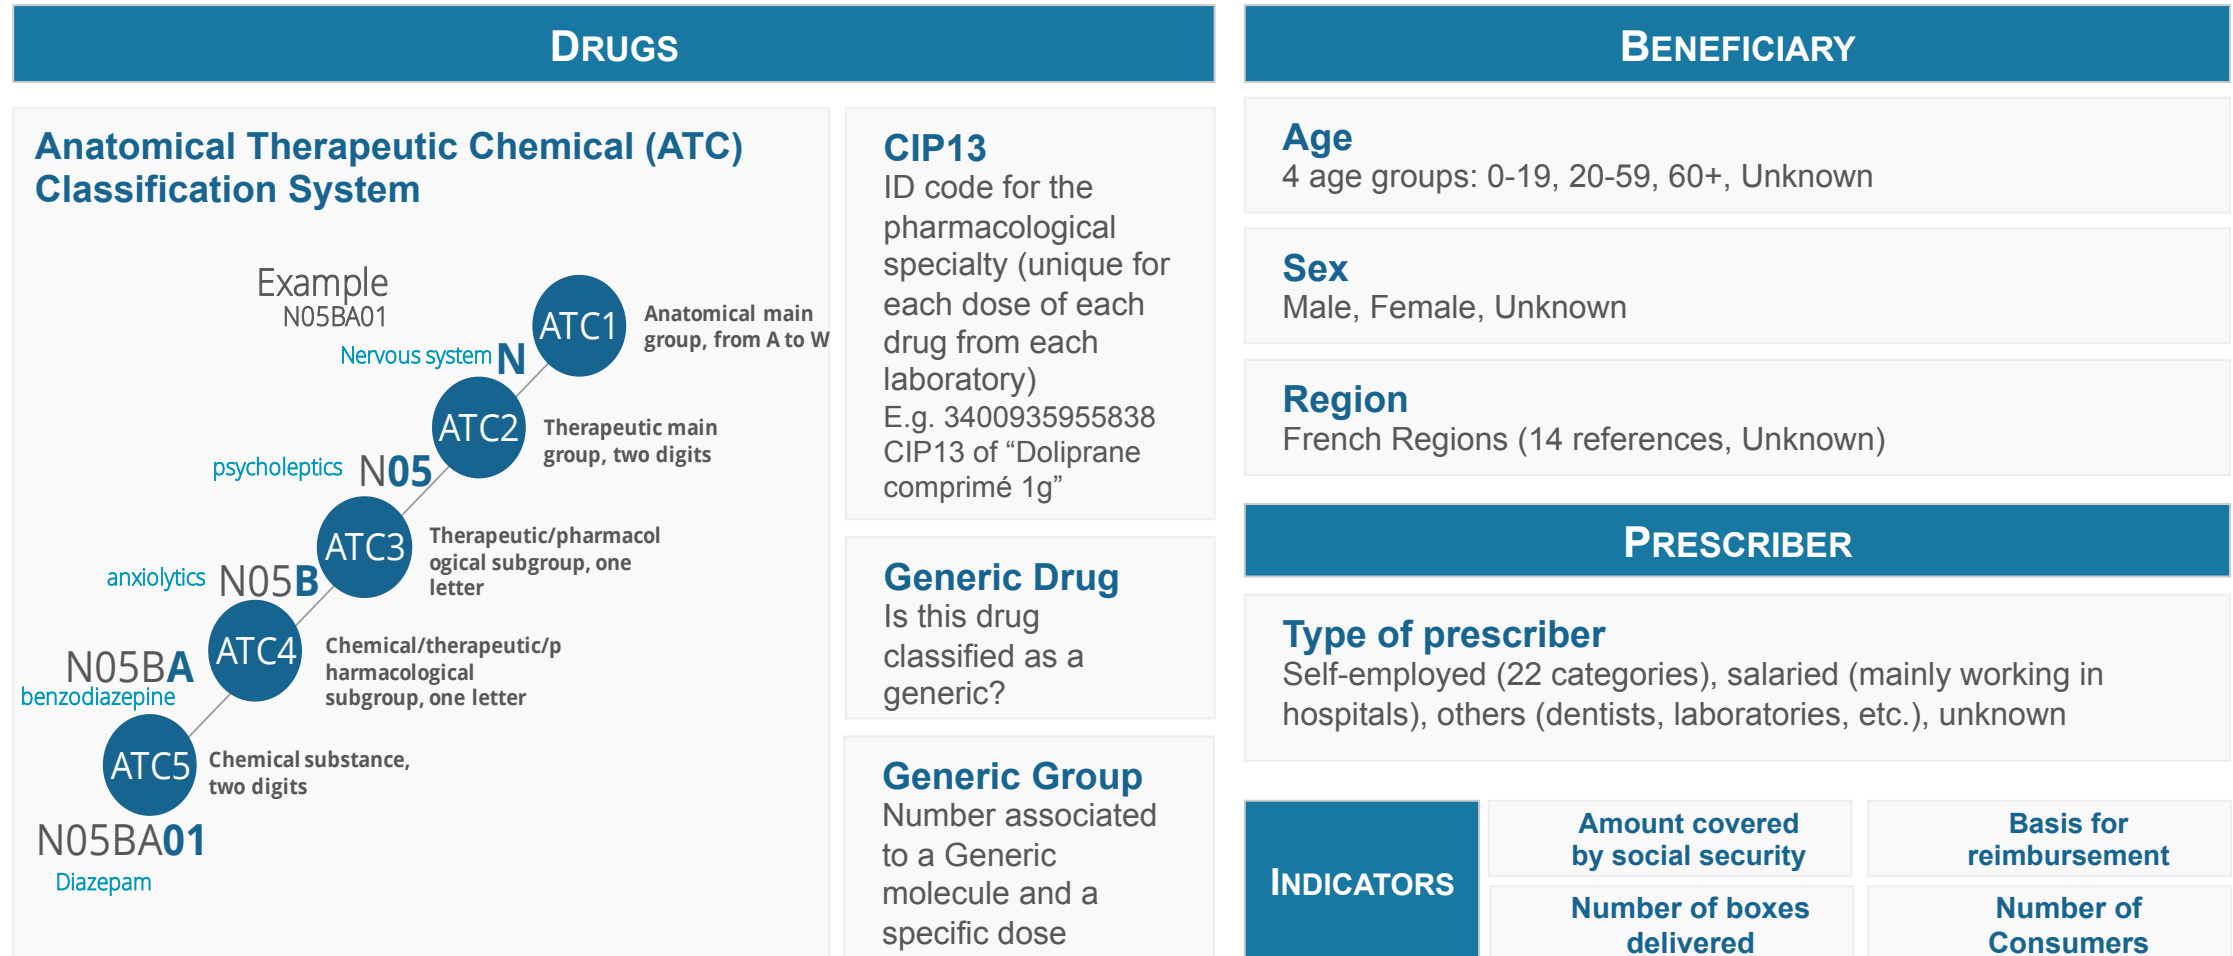 DRUGS
Anatomical Therapeutic Chemical (ATC)
Classification System
Example
N05BA01
ATC1
Anatomical main
group, from A to W
Nervous system N
ATC2
Therapeutic main
group, two digits
psycholeptics N05
ATC3
Therapeutic/pharmacol
ogical subgroup, one
letter
anxiolytics N05B
ATC4
Chemical/therapeutic/p
harmacological
subgroup, one letter
N05BA
benzodiazepine
ATC5
Chemical substance,
two digits
N05BA01
Diazepam
CIP13
ID code for the
pharmacological
specialty (unique for
each dose of each
drug from each
laboratory)
E.g. 3400935955838
CIP13 of “Doliprane
comprimé 1g”
Generic Drug
Is this drug
classified as a
generic?
Generic Group
Number associated
to a Generic
molecule and a
specific dose
BENEFICIARY
Age
4 age groups: 0-19, 20-59, 60+, Unknown
Sex
Male, Female, Unknown
Region
French Regions (14 references, Unknown)
PRESCRIBER
Type of prescriber
Self-employed (22 categories), salaried (mainly working in
hospitals), others (dentists, laboratories, etc.), unknown
INDICATORS
Amount covered
by social security
Basis for
reimbursement
Number of boxes
delivered
Number of
Consumers